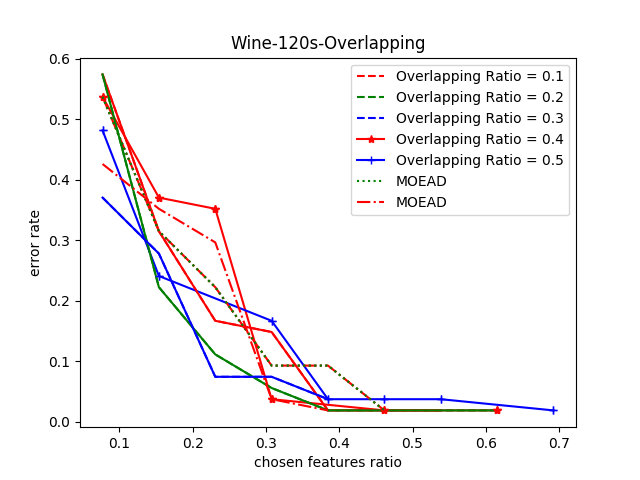 Wine-120s-Overlapping
error rate
0.6
0.5
0.4
0.3
0.2
0.1
0.0
Overlapping Ratio = 0.1
Overlapping Ratio = 0.2
Overlapping Ratio = 0.3
Overlapping Ratio = 0.4
Overlapping Ratio = 0.5
MOEAD
MOEAD
0.1 0.2 0.3 0.4 0.5 0.6 0.7
chosen features ratio